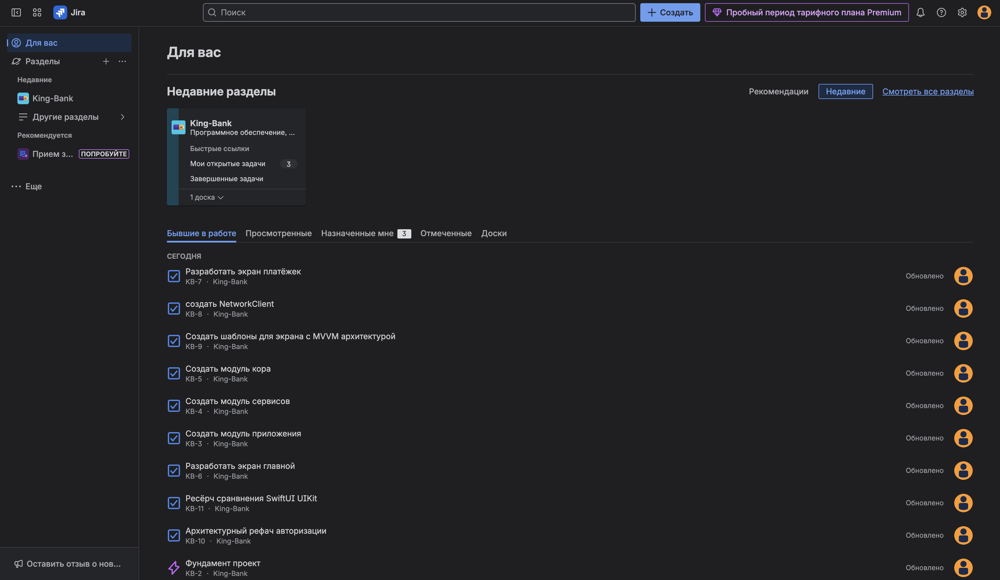 Jira
Поиск
Создать
Пробный период тарифного плана Premium
Для вас
Разделы
Недавние
King-Bank
Другие разделы
Рекомендуется
Прием з...
ПОПРОБУЙТЕ
Еще
Оставить отзыв о нов...
Для вас
Недавние разделы
Рекомендации
Недавние
Смотреть все разделы
King-Bank
Программное обеспечение, ...
Быстрые ссылки
Мои открытые задачи 3
Завершенные задачи
1 доска
Бывшие в работе
Просмотренные
Назначенные мне 3
Отмеченные
Доски
СЕГОДНЯ
Разработать экран платёжек
KB-7 · King-Bank
Обновлено
создать NetworkClient
KB-8 · King-Bank
Обновлено
Создать шаблоны для экрана с MVVM архитектурой
KB-9 · King-Bank
Обновлено
Создать модуль кора
KB-5 · King-Bank
Обновлено
Создать модуль сервисов
KB-4 · King-Bank
Обновлено
Создать модуль приложения
KB-3 · King-Bank
Обновлено
Разработать экран главной
KB-6 · King-Bank
Обновлено
Ресёрч сранвнения SwiftUI UIKit
KB-11 · King-Bank
Обновлено
Архитектурный рефач авторизации
KB-10 · King-Bank
Обновлено
Фундамент проект
KB-2 · King-Bank
Обновлено